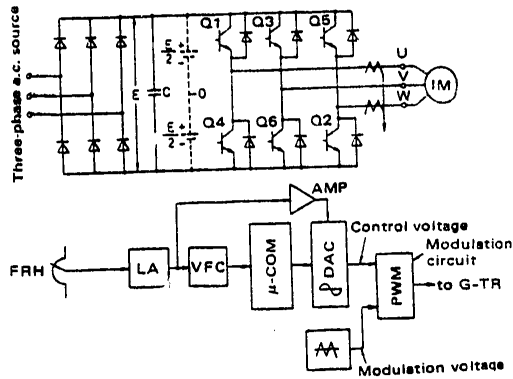 Three-phase a.c. source
Q1 Q3 Q5
E/2 + −
E C O
E/2 + −
Q4 Q6 Q2
U
V
W
IM
AMP
FRH
LA
VFC
μ-COM
DAC
Control voltage
Modulation circuit
PWM
to G-TR
Modulation voltage